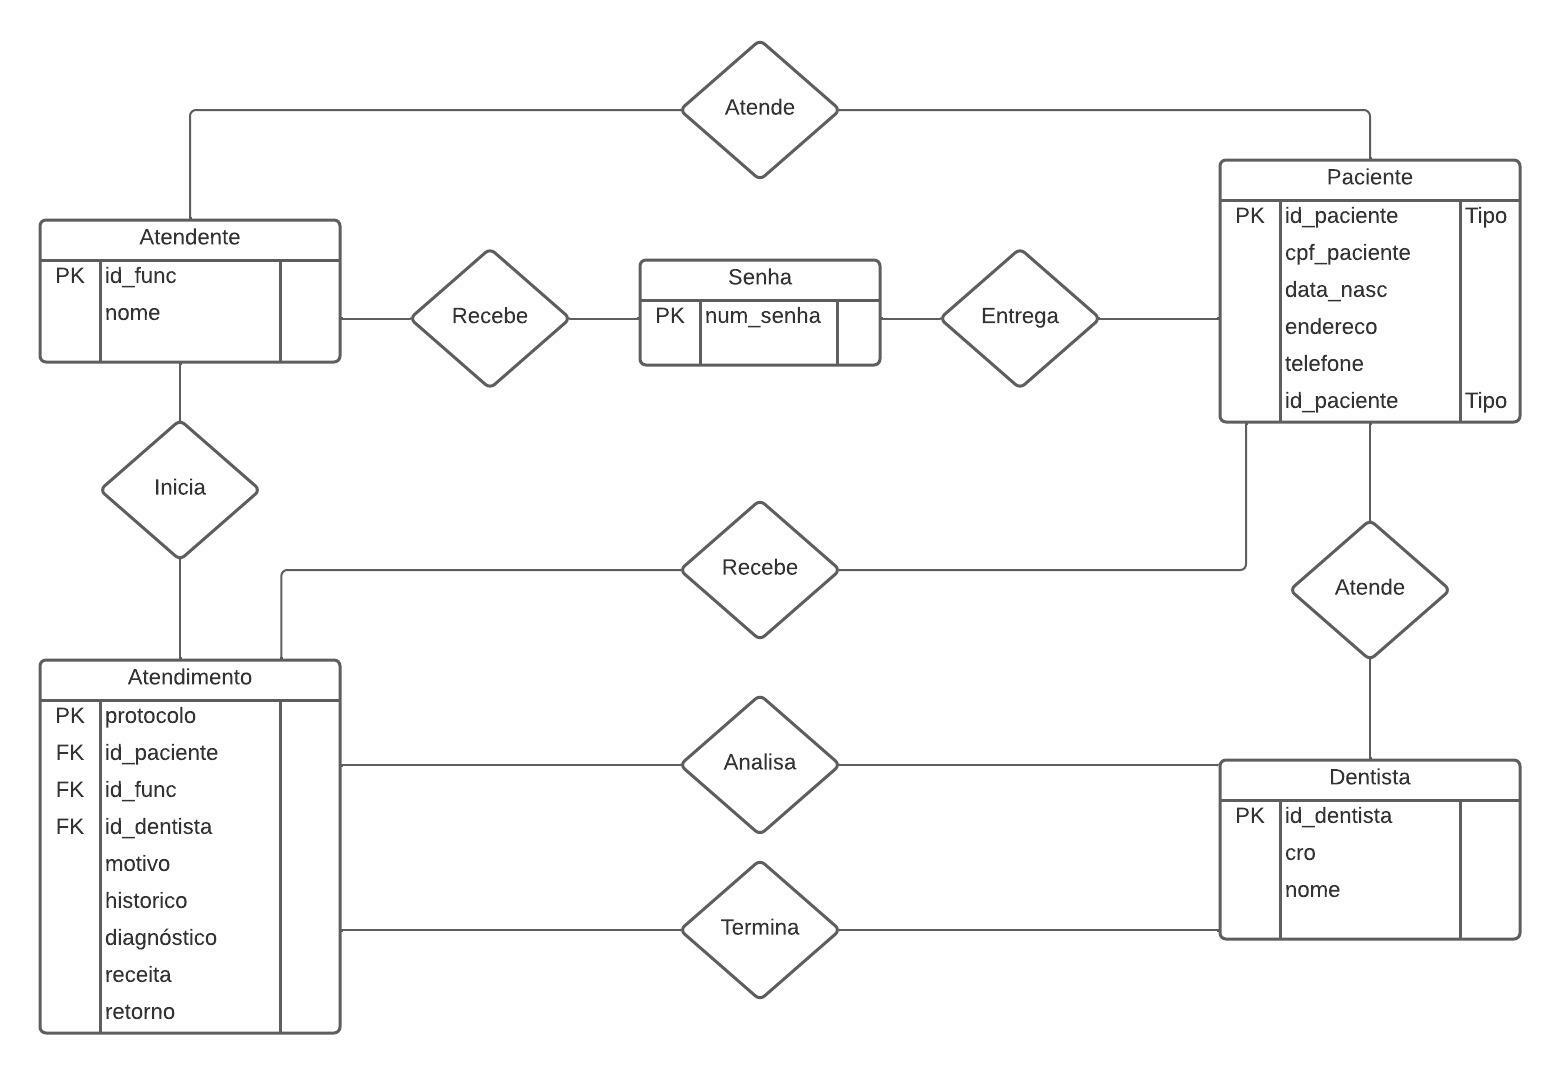 Atende
Paciente
PK id_paciente Tipo
cpf_paciente
data_nasc
endereco
telefone
id_paciente Tipo
Atendente
PK id_func
nome
Recebe
Senha
PK num_senha
Entrega
Inicia
Recebe
Atende
Atendimento
PK protocolo
FK id_paciente
FK id_func
FK id_dentista
motivo
historico
diagnóstico
receita
retorno
Analisa
Termina
Dentista
PK id_dentista
cro
nome